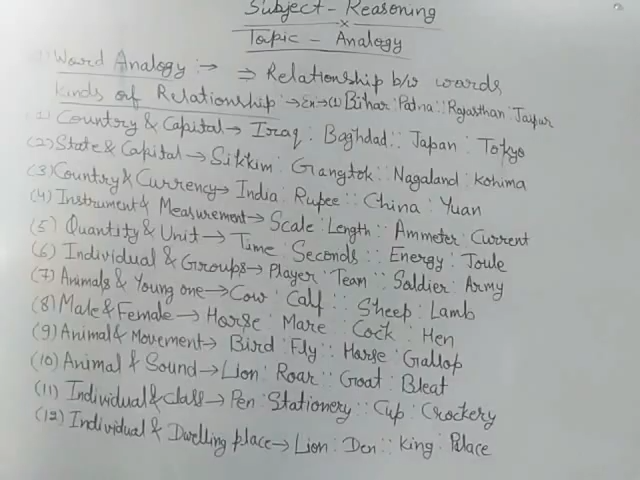 Subject - Reasoning
x
Topic - Analogy
(1) Word Analogy :→ ⇒ Relationship b/w words
Kinds of Relationship :→ Ex→(1) Bihar : Patna :: Rajasthan : Jaipur
(1) Country & Capital → Iraq : Baghdad :: Japan : Tokyo
(2) State & Capital → Sikkim : Gangtok :: Nagaland : Kohima
(3) Country & Currency → India : Rupee :: China : Yuan
(4) Instrument & Measurement → Scale : Length :: Ammeter : Current
(5) Quantity & Unit → Time : Seconds :: Energy : Joule
(6) Individual & Groups → Player : Team :: Soldier : Army
(7) Animals & Young one → Cow : Calf :: Sheep : Lamb
(8) Male & Female → Horse : Mare :: Cock : Hen
(9) Animal & Movement → Bird : Fly :: Horse : Gallop
(10) Animal & Sound → Lion : Roar :: Goat : Bleat
(11) Individual & Class → Pen : Stationery :: Cup : Crockery
(12) Individual & Dwelling place → Lion : Den :: King : Palace